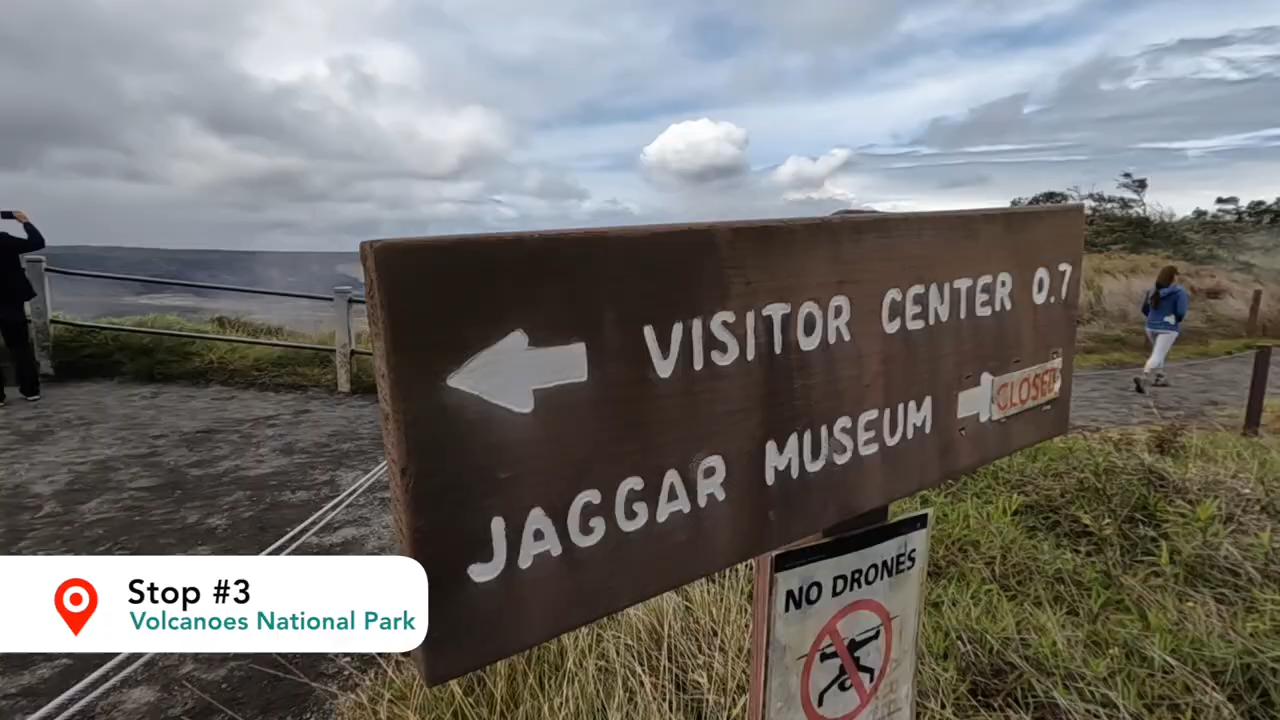 VISITOR CENTER 0.7
JAGGAR MUSEUM
CLOSED
NO DRONES
Stop #3
Volcanoes National Park